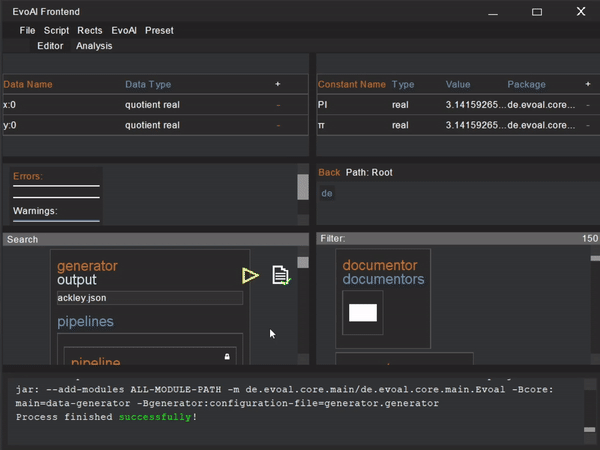 EvoAl Frontend
File Script Rects EvoAl Preset
Editor Analysis
Data Name Data Type +
x:0 quotient real -
y:0 quotient real -
Constant Name Type Value Package +
PI real 3.14159265... de.evoal.core... -
π real 3.14159265... de.evoal.core... -
Errors:
Warnings:
Back Path: Root
de
Search
generator
output
ackley.json
pipelines
pipeline
Filter: 150
documentor
documentors
jar: --add-modules ALL-MODULE-PATH -m de.evoal.core.main/de.evoal.core.main.Evoal -Bcore:
main=data-generator -Bgenerator:configuration-file=generator.generator
Process finished successfully!